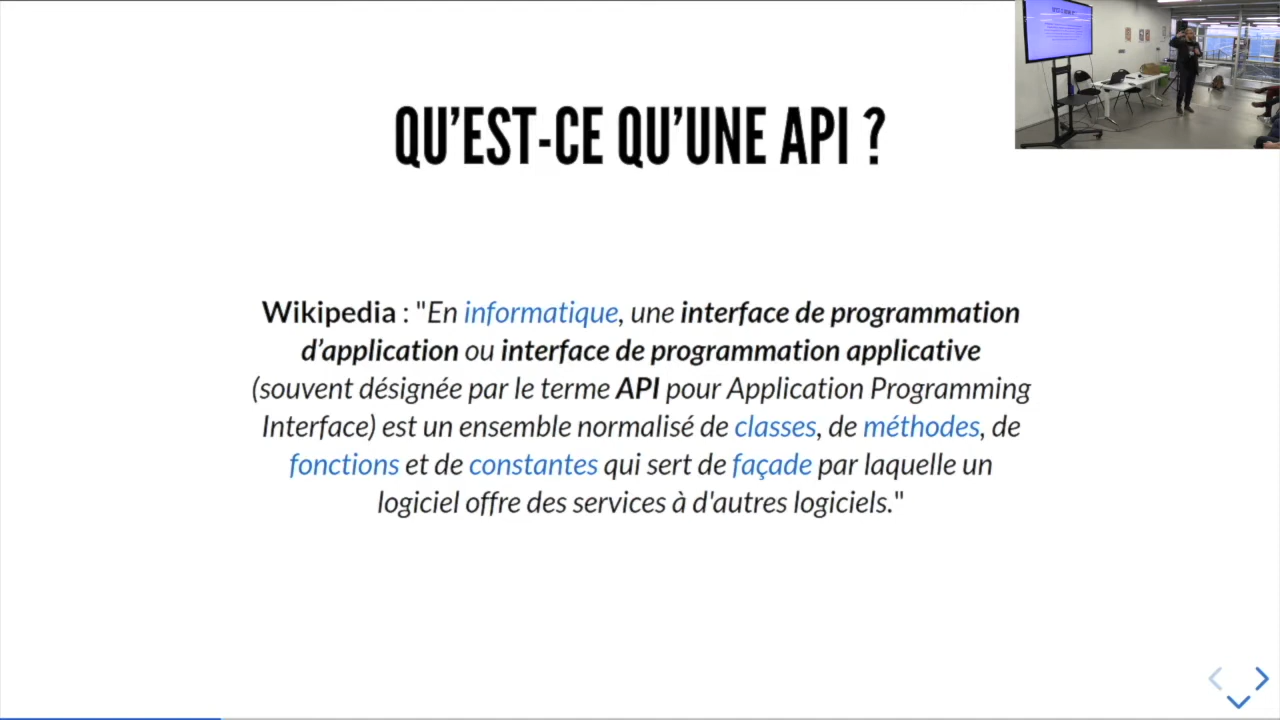 QU’EST-CE QU’UNE API ?
Wikipedia : "En informatique, une interface de programmation
d’application ou interface de programmation applicative
(souvent désignée par le terme API pour Application Programming
Interface) est un ensemble normalisé de classes, de méthodes, de
fonctions et de constantes qui sert de façade par laquelle un
logiciel offre des services à d'autres logiciels."